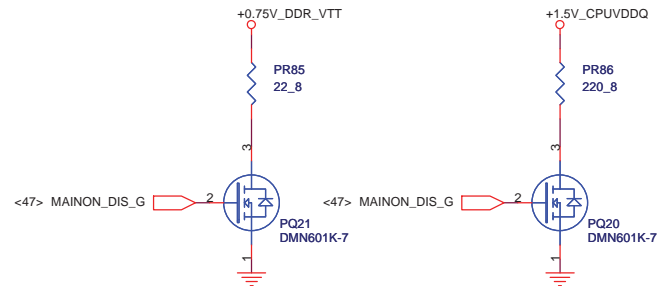 +0.75V_DDR_VTT
+1.5V_CPUVDDQ
PR85
22_8
PR86
220_8
3
3
<47> MAINON_DIS_G
2
<47> MAINON_DIS_G
2
PQ21
DMN601K-7
PQ20
DMN601K-7
1
1